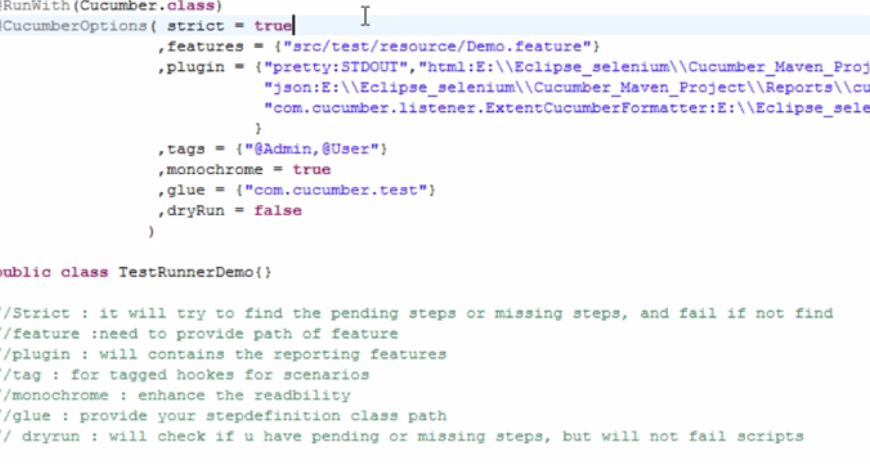 @RunWith(Cucumber.class)
@CucumberOptions( strict = true
,features = {"src/test/resource/Demo.feature"}
,plugin = {"pretty:STDOUT","html:E:\\Eclipse_selenium\\Cucumber_Maven_Proj
"json:E:\\Eclipse_selenium\\Cucumber_Maven_Project\\Reports\\cu
"com.cucumber.listener.ExtentCucumberFormatter:E:\\Eclipse_sele
}
,tags = {"@Admin,@User"}
,monochrome = true
,glue = {"com.cucumber.test"}
,dryRun = false
)
public class TestRunnerDemo{}
//Strict : it will try to find the pending steps or missing steps, and fail if not find
//feature :need to provide path of feature
//plugin : will contains the reporting features
//tag : for tagged hookes for scenarios
//monochrome : enhance the readbility
//glue : provide your stepdefinition class path
// dryrun : will check if u have pending or missing steps, but will not fail scripts